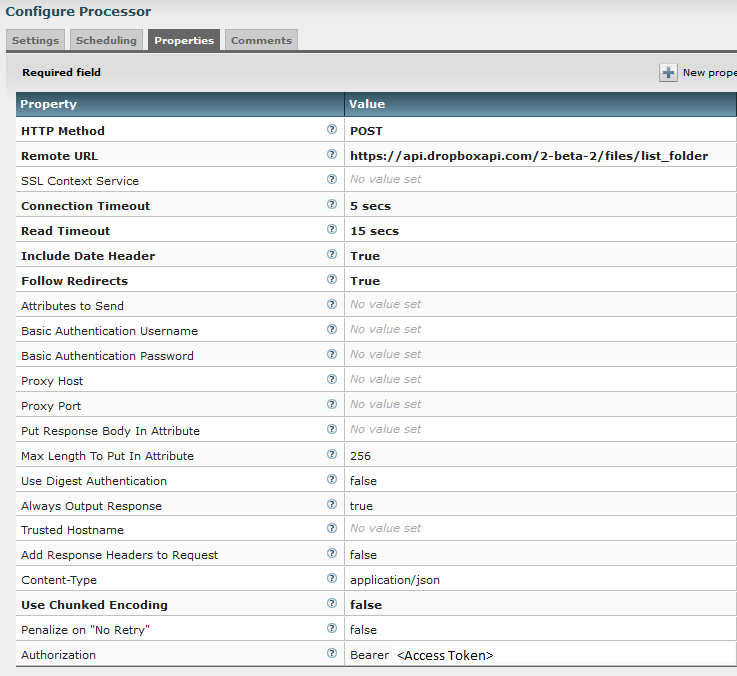 Configure Processor
Settings Scheduling Properties Comments
Required field New prope
Property Value
HTTP Method ? POST
Remote URL ? https://api.dropboxapi.com/2-beta-2/files/list_folder
SSL Context Service ? No value set
Connection Timeout ? 5 secs
Read Timeout ? 15 secs
Include Date Header ? True
Follow Redirects ? True
Attributes to Send ? No value set
Basic Authentication Username ? No value set
Basic Authentication Password ? No value set
Proxy Host ? No value set
Proxy Port ? No value set
Put Response Body In Attribute ? No value set
Max Length To Put In Attribute ? 256
Use Digest Authentication ? false
Always Output Response ? true
Trusted Hostname ? No value set
Add Response Headers to Request ? false
Content-Type ? application/json
Use Chunked Encoding ? false
Penalize on "No Retry" ? false
Authorization ? Bearer <Access Token>